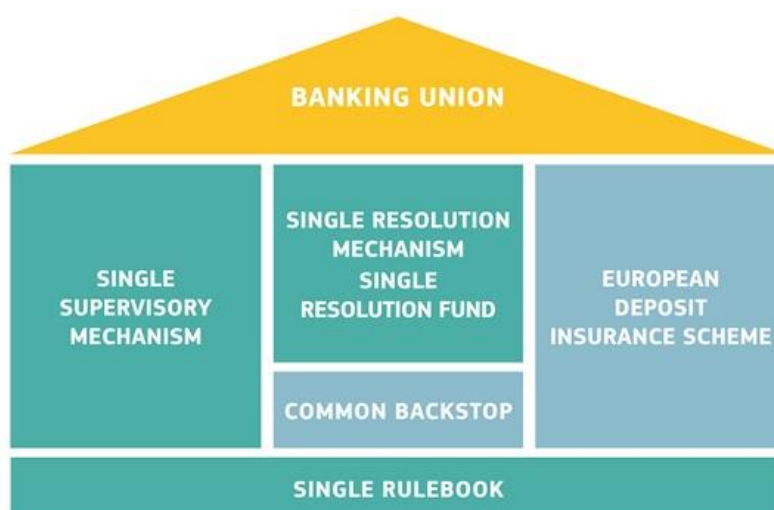 BANKING UNION
SINGLE
SUPERVISORY
MECHANISM
SINGLE RESOLUTION
MECHANISM
SINGLE
RESOLUTION FUND
COMMON BACKSTOP
EUROPEAN
DEPOSIT
INSURANCE SCHEME
SINGLE RULEBOOK